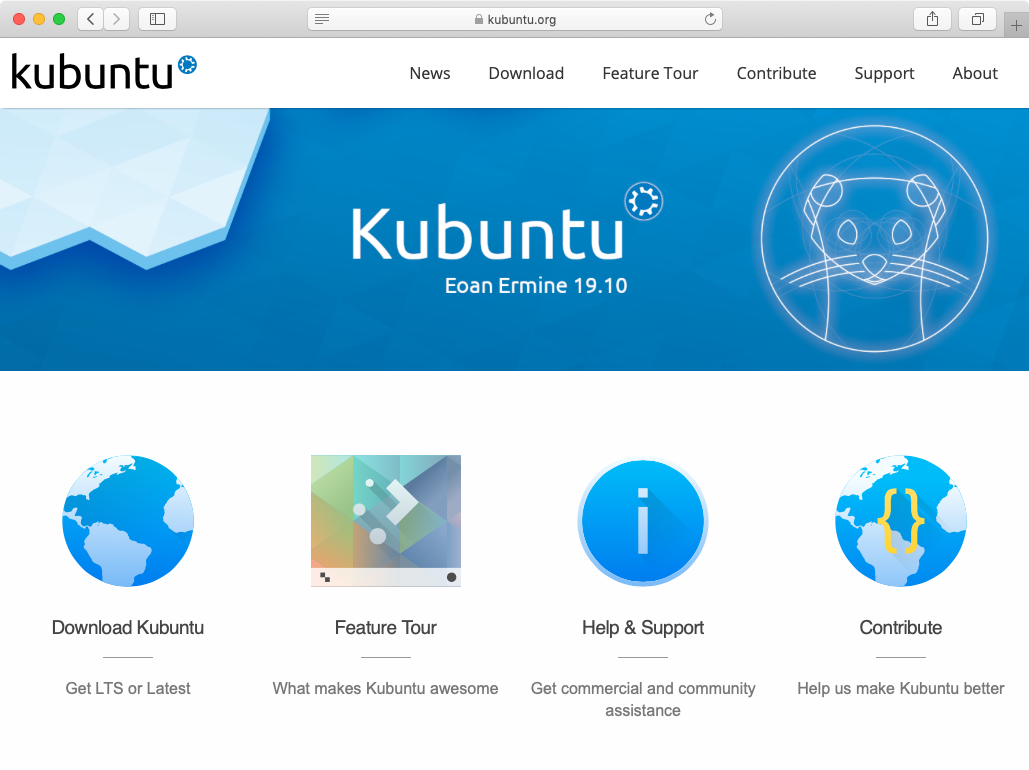 kubuntu.org
kubuntu
News Download Feature Tour Contribute Support About
Kubuntu
Eoan Ermine 19.10
i
{}
Download Kubuntu
Feature Tour
Help & Support
Contribute
Get LTS or Latest
What makes Kubuntu awesome
Get commercial and community
assistance
Help us make Kubuntu better